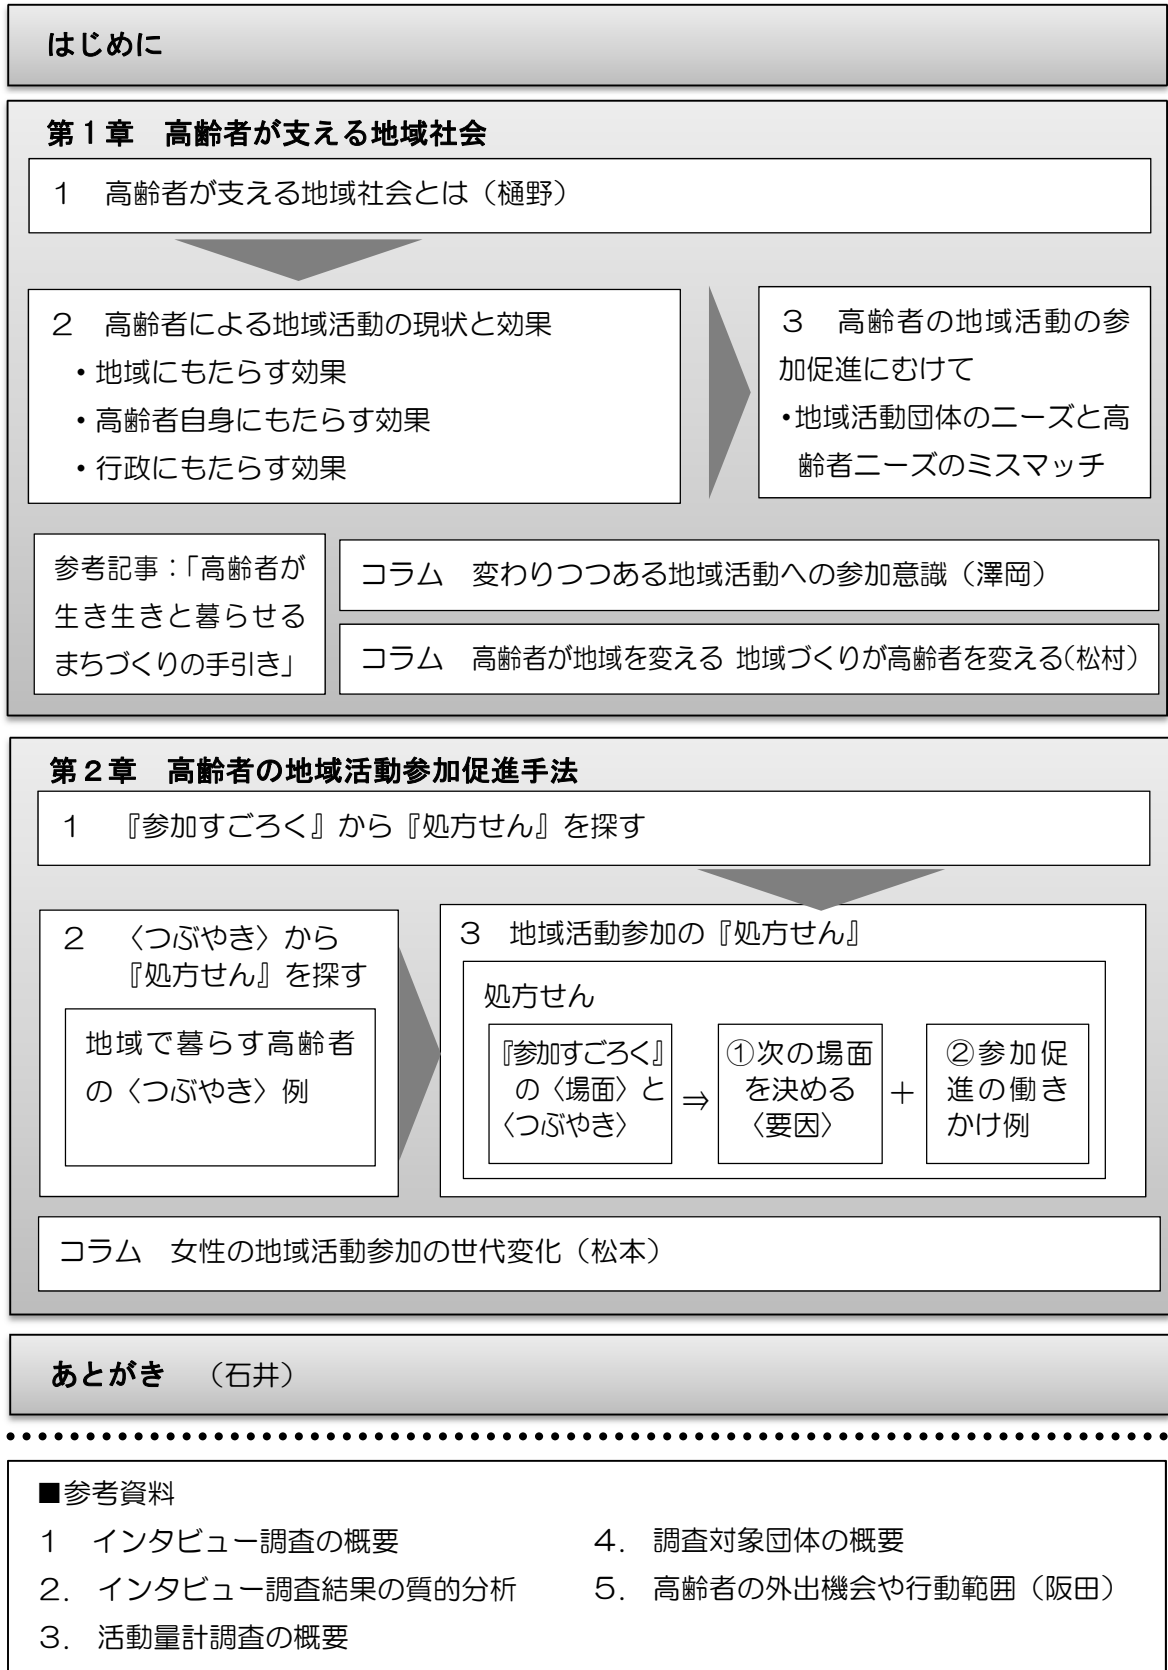 はじめに
第1章　高齢者が支える地域社会
1　高齢者が支える地域社会とは（樋野）
2　高齢者による地域活動の現状と効果
・地域にもたらす効果
・高齢者自身にもたらす効果
・行政にもたらす効果
3　高齢者の地域活動の参
加促進にむけて
・地域活動団体のニーズと高
齢者ニーズのミスマッチ
参考記事：「高齢者が
生き生きと暮らせる
まちづくりの手引き」
コラム　変わりつつある地域活動への参加意識（澤岡）
コラム　高齢者が地域を変える 地域づくりが高齢者を変える（松村）
第2章　高齢者の地域活動参加促進手法
1　『参加すごろく』から『処方せん』を探す
2　〈つぶやき〉から
『処方せん』を探す
地域で暮らす高齢者
の〈つぶやき〉例
3　地域活動参加の『処方せん』
処方せん
『参加すごろく』
の〈場面〉と
〈つぶやき〉
⇒
①次の場面
を決める
〈要因〉
＋
②参加促
進の働き
かけ例
コラム　女性の地域活動参加の世代変化（松本）
あとがき　（石井）
■参考資料
1　インタビュー調査の概要
2．インタビュー調査結果の質的分析
3．活動量計調査の概要
4．調査対象団体の概要
5．高齢者の外出機会や行動範囲（阪田）